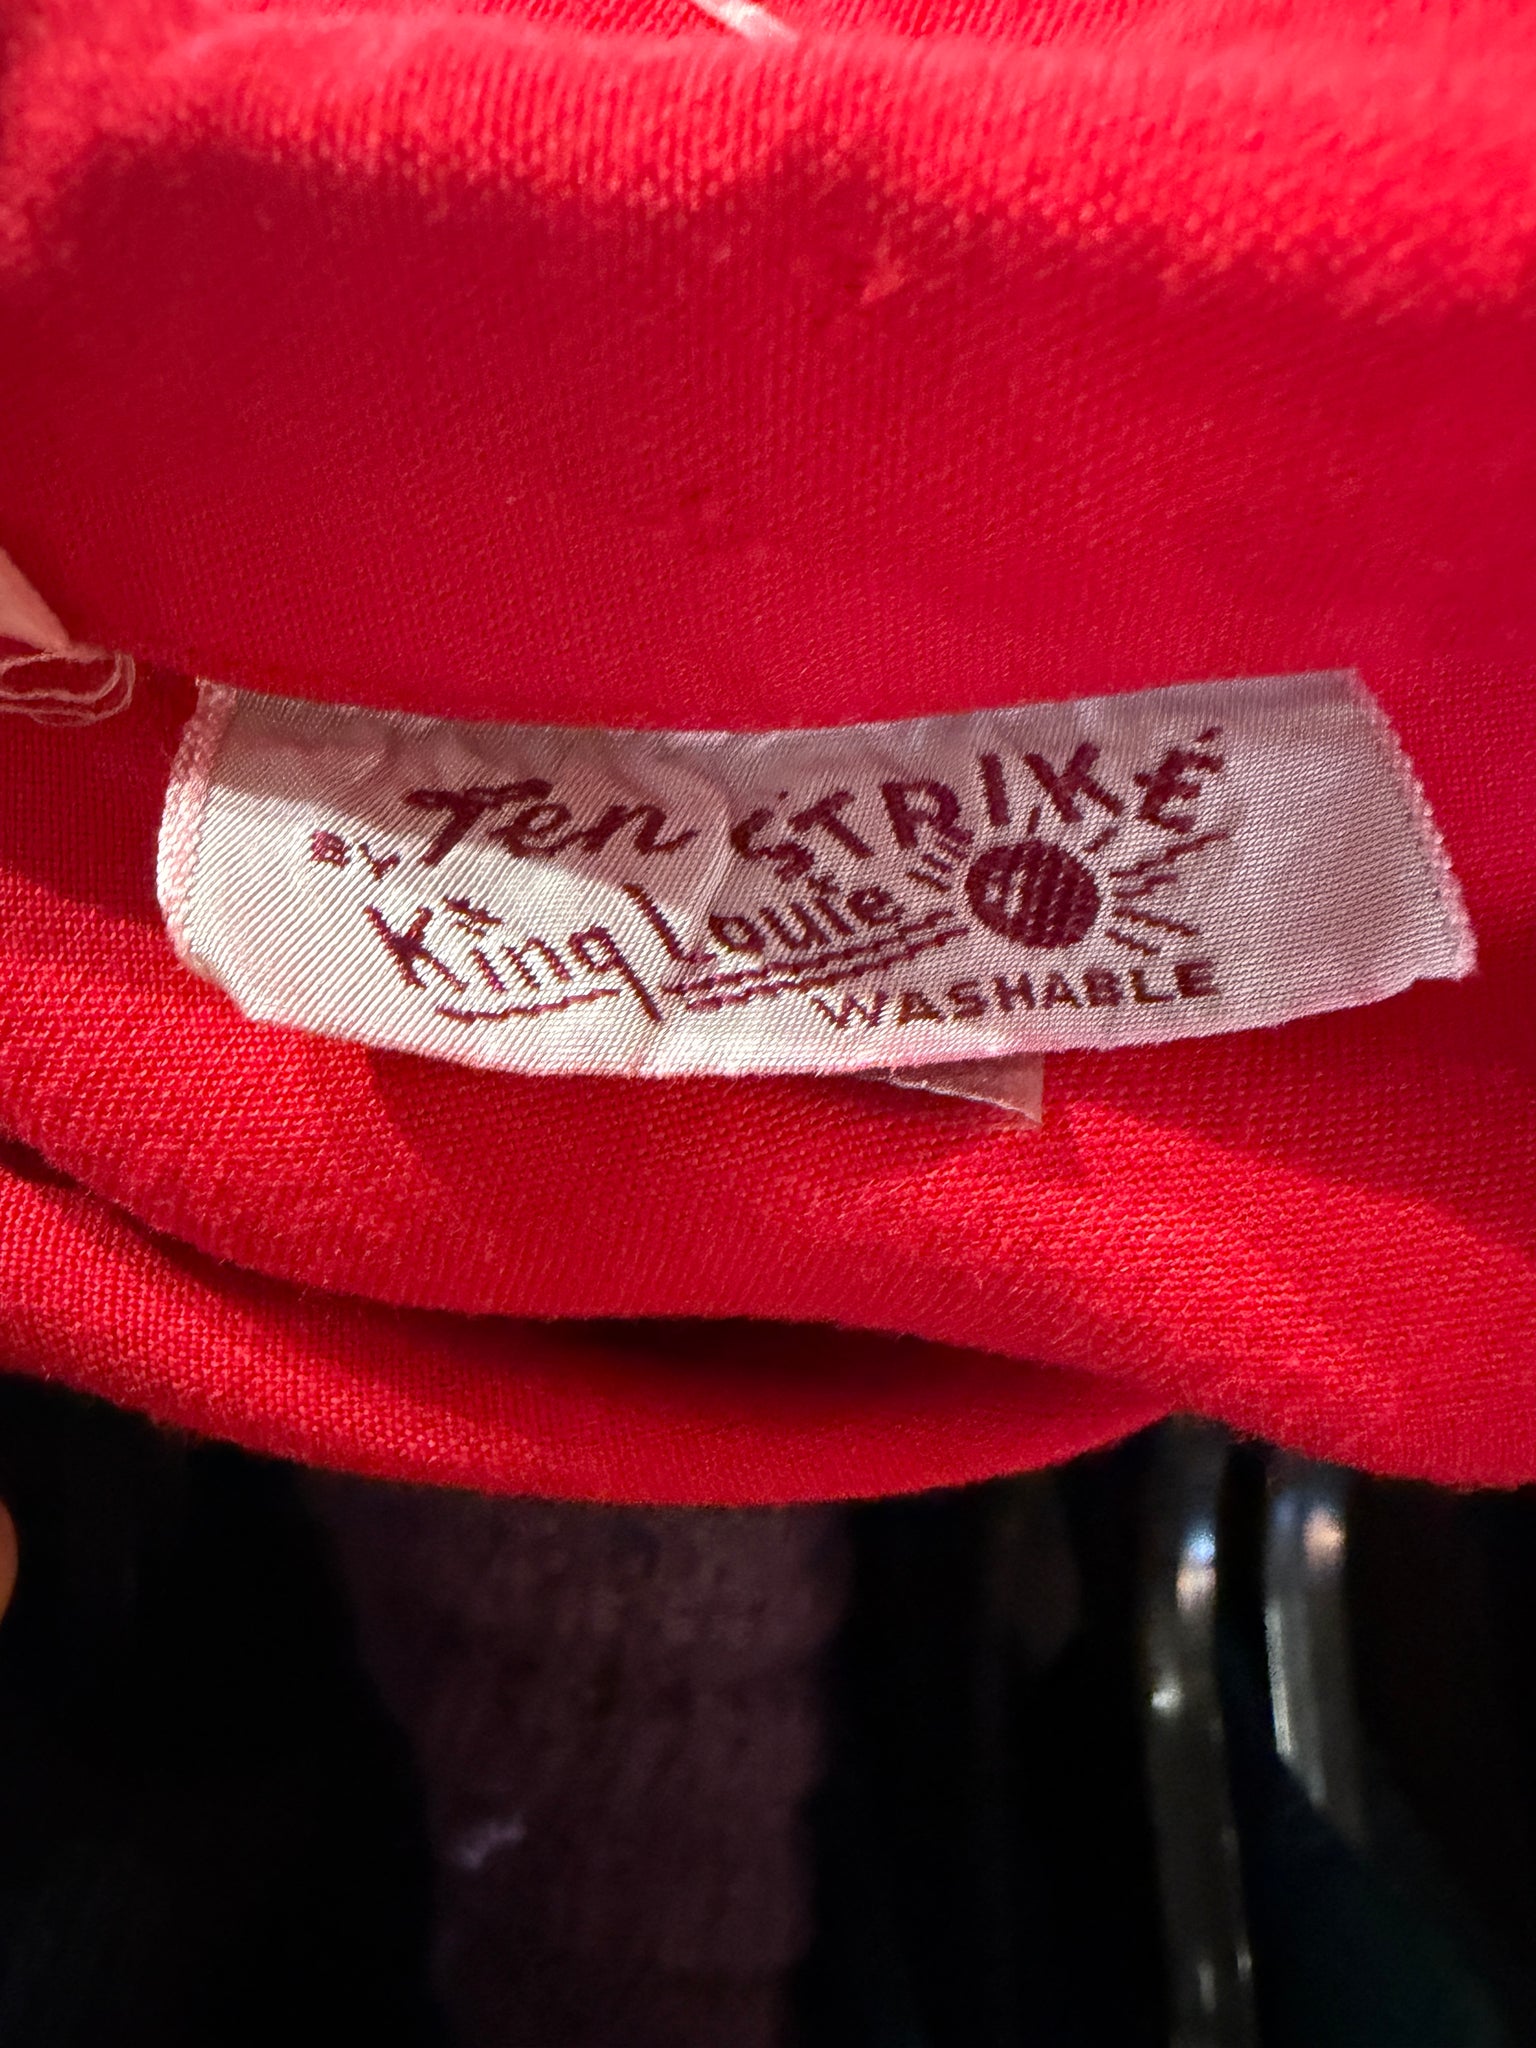 Ten STRIKE
BY King Louie
WASHABLE